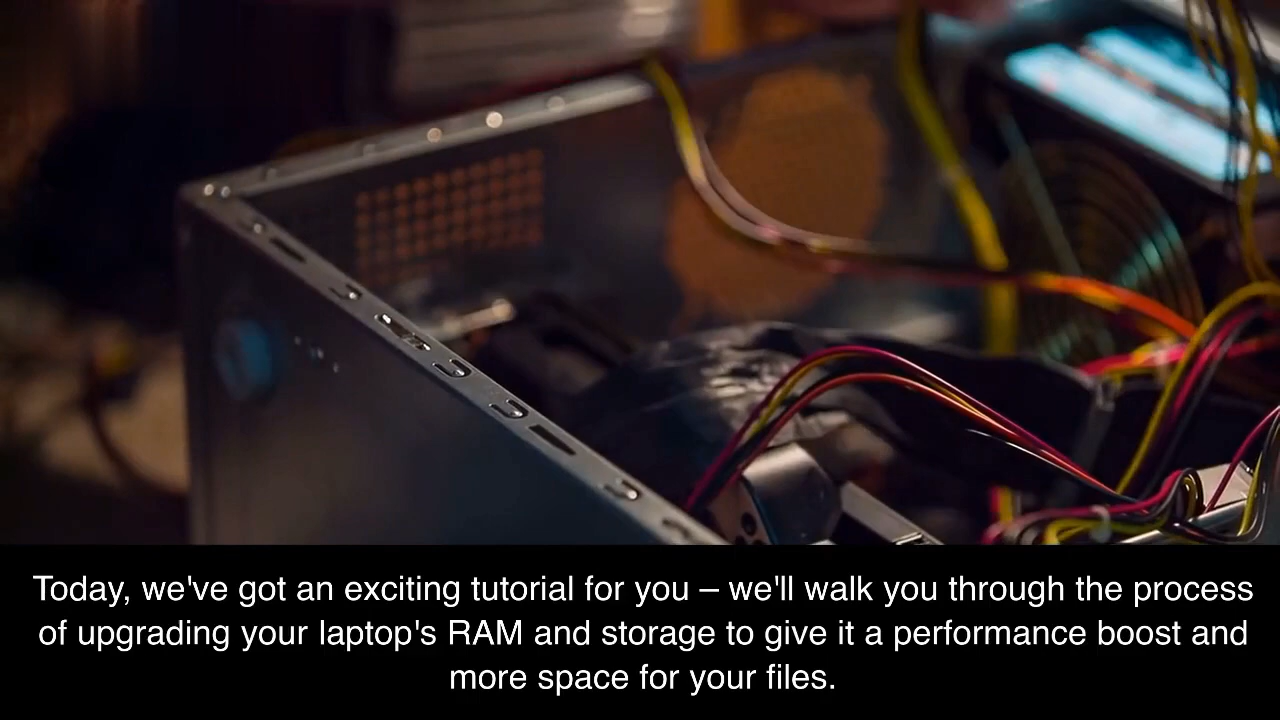 Today, we've got an exciting tutorial for you – we'll walk you through the process
of upgrading your laptop's RAM and storage to give it a performance boost and
more space for your files.